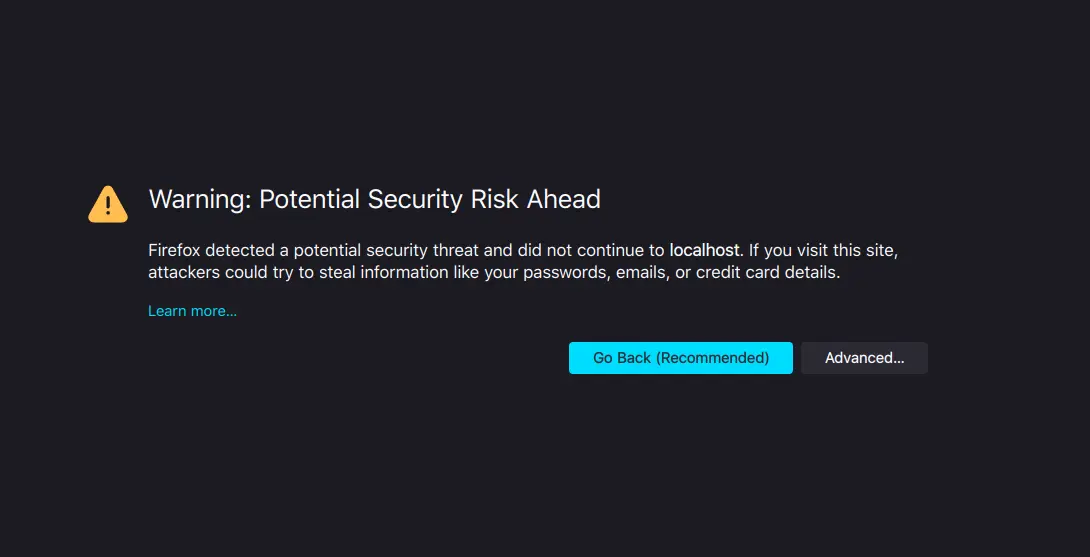 Warning: Potential Security Risk Ahead
Firefox detected a potential security threat and did not continue to localhost. If you visit this site,
attackers could try to steal information like your passwords, emails, or credit card details.
Learn more...
Go Back (Recommended)
Advanced...